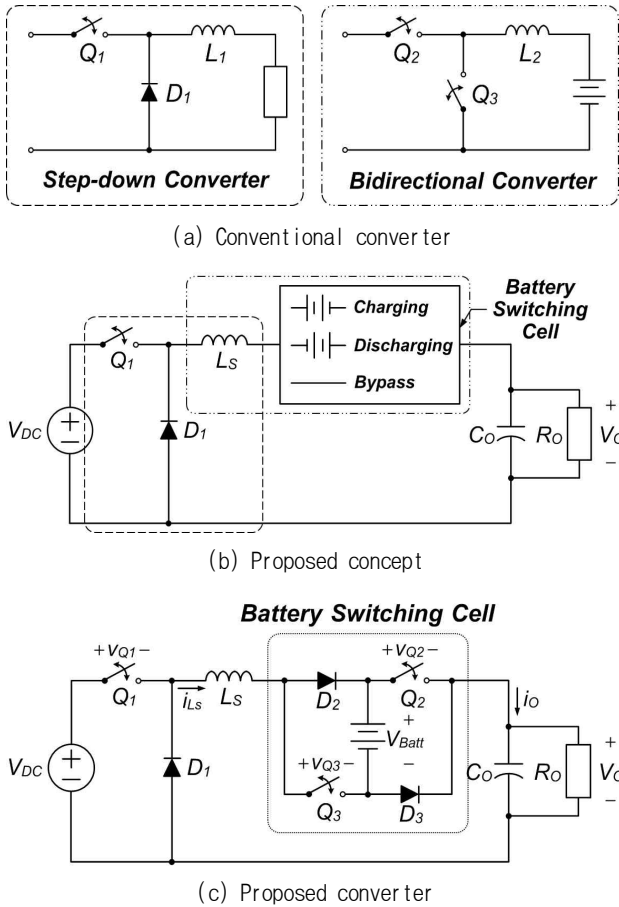 Q1 L1 Q2 L2
D1 Q3
Step-down Converter Bidirectional Converter
(a) Conventional converter
Battery
Switching
Cell
Charging
Q1 LS Discharging
Bypass
VDC D1 CO RO + VO −
(b) Proposed concept
Battery Switching Cell
+vQ1− +vQ2−
Q1 iLs LS D2 Q2 iO
+ VBatt −
VDC D1 +vQ3− CO RO + VO −
Q3 D3
(c) Proposed converter